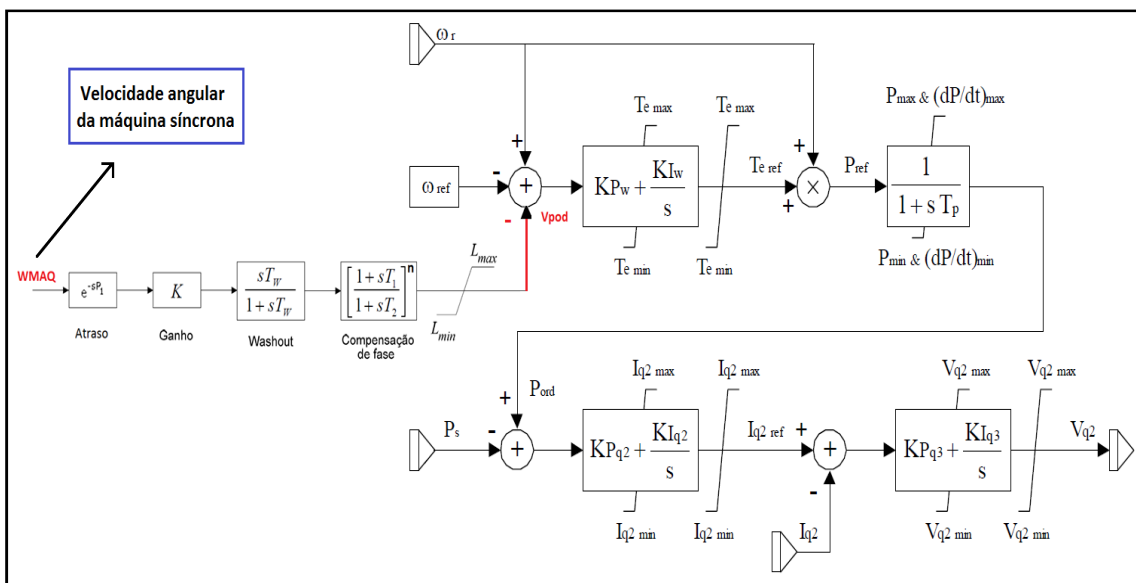 Velocidade angular
da máquina síncrona
ω r
+
+
ω ref
-
+
-
Vpod
Te max
KPw + KIw/s
Te min
Te max
Te min
Te ref
+
×
+
Pref
Pmax & (dP/dt)max
1/(1 + s Tp)
Pmin & (dP/dt)min
WMAQ
e^-sP1
Atraso
K
Ganho
sTW/(1 + sTW)
Washout
[(1 + sT1)/(1 + sT2)]^n
Compensação
de fase
Lmax
Lmin
Ps
-
+
Pord
+
Iq2 max
KPq2 + KIq2/s
Iq2 min
Iq2 max
Iq2 min
Iq2 ref
+
+
-
Iq2
Vq2 max
KPq3 + KIq3/s
Vq2 min
Vq2 max
Vq2 min
Vq2